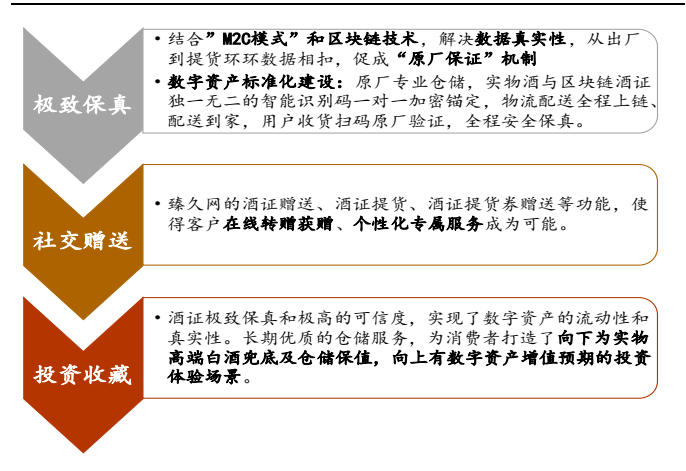 极致保真
• 结合”M2C模式”和区块链技术，解决数据真实性，从出厂
到提货环环数据相扣，促成“原厂保证”机制
• 数字资产标准化建设：原厂专业仓储，实物酒与区块链酒证
独一无二的智能识别码一对一加密锚定，物流配送全程上链、
配送到家，用户收货扫码原厂验证，全程安全保真。
社交赠送
• 臻久网的酒证赠送、酒证提货、酒证提货券赠送等功能，使
得客户在线转赠获赠、个性化专属服务成为可能。
投资收藏
• 酒证极致保真和极高的可信度，实现了数字资产的流动性和
真实性。长期优质的仓储服务，为消费者打造了向下为实物
高端白酒兜底及仓储保值，向上有数字资产增值预期的投资
体验场景。